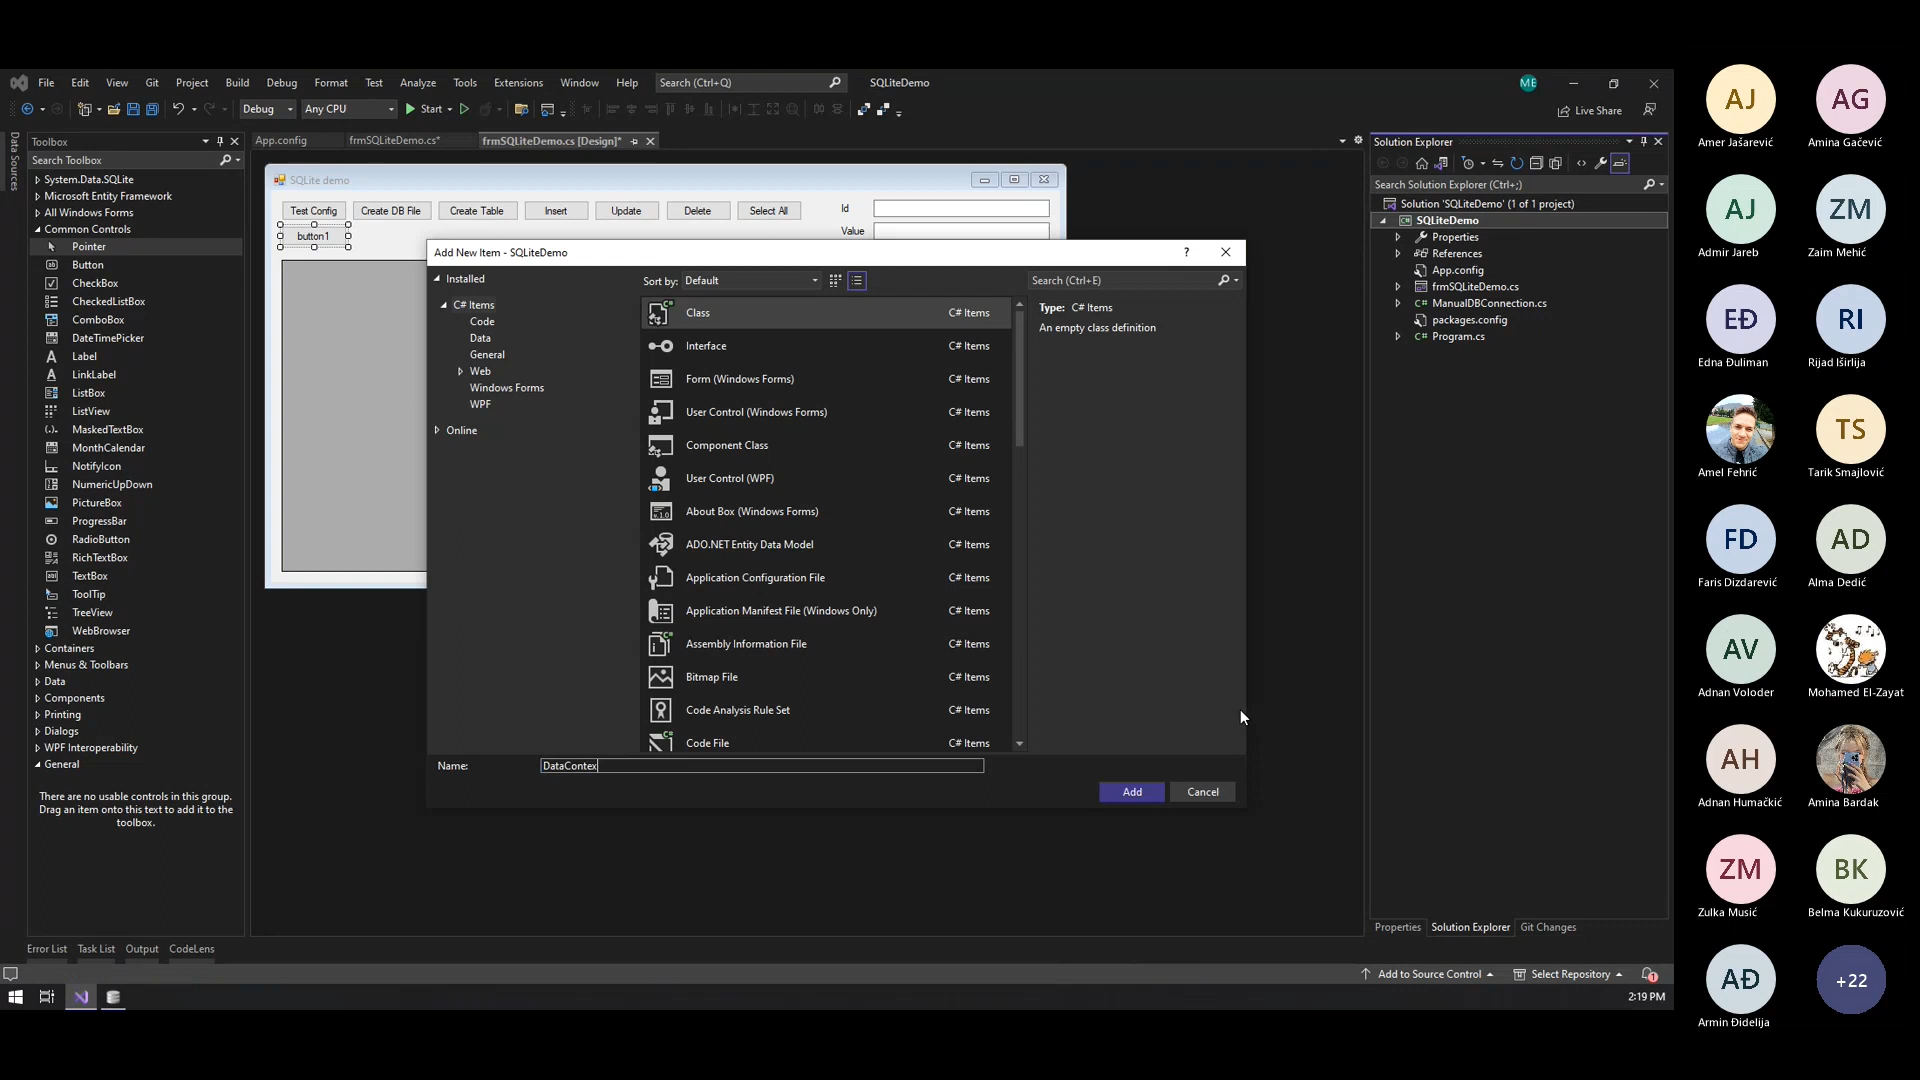 File Edit View Git Project Build Debug Format Test Analyze Tools Extensions Window Help Search (Ctrl+Q) SQLiteDemo ME
Debug Any CPU Start Live Share
Data Sources
Toolbox
Search Toolbox
System.Data.SQLite
Microsoft Entity Framework
All Windows Forms
Common Controls
Pointer
Button
CheckBox
CheckedListBox
ComboBox
DateTimePicker
Label
LinkLabel
ListBox
ListView
MaskedTextBox
MonthCalendar
NotifyIcon
NumericUpDown
PictureBox
ProgressBar
RadioButton
RichTextBox
TextBox
ToolTip
TreeView
WebBrowser
Containers
Menus & Toolbars
Data
Components
Printing
Dialogs
WPF Interoperability
General
There are no usable controls in this group.
Drag an item onto this text to add it to the
toolbox.
App.config frmSQLiteDemo.cs* frmSQLiteDemo.cs [Design]*
SQLite demo
Test Config Create DB File Create Table Insert Update Delete Select All Id
button1 Value
Add New Item - SQLiteDemo ?
Installed
C# Items
Code
Data
General
Web
Windows Forms
WPF
Online
Sort by: Default Search (Ctrl+E)
Class C# Items
Interface C# Items
Form (Windows Forms) C# Items
User Control (Windows Forms) C# Items
Component Class C# Items
User Control (WPF) C# Items
About Box (Windows Forms) C# Items
ADO.NET Entity Data Model C# Items
Application Configuration File C# Items
Application Manifest File (Windows Only) C# Items
Assembly Information File C# Items
Bitmap File C# Items
Code Analysis Rule Set C# Items
Code File C# Items
Type: C# Items
An empty class definition
Name: DataContex
Add Cancel
Solution Explorer
Search Solution Explorer (Ctrl+;)
Solution 'SQLiteDemo' (1 of 1 project)
SQLiteDemo
Properties
References
App.config
frmSQLiteDemo.cs
ManualDBConnection.cs
packages.config
Program.cs
Properties Solution Explorer Git Changes
Error List Task List Output CodeLens
Add to Source Control Select Repository 1
2:19 PM
AJ AG
Amer Jašarević Amina Gačević
AJ ZM
Admir Jareb Zaim Mehić
EĐ RI
Edna Đuliman Rijad Iširlija
TS
Amel Fehrić Tarik Smajlović
FD AD
Faris Dizdarević Alma Dedić
AV
Adnan Voloder Mohamed El-Zayat
AH
Adnan Humačkić Amina Bardak
ZM BK
Zulka Musić Belma Kukuruzović
AĐ +22
Armin Đidelija